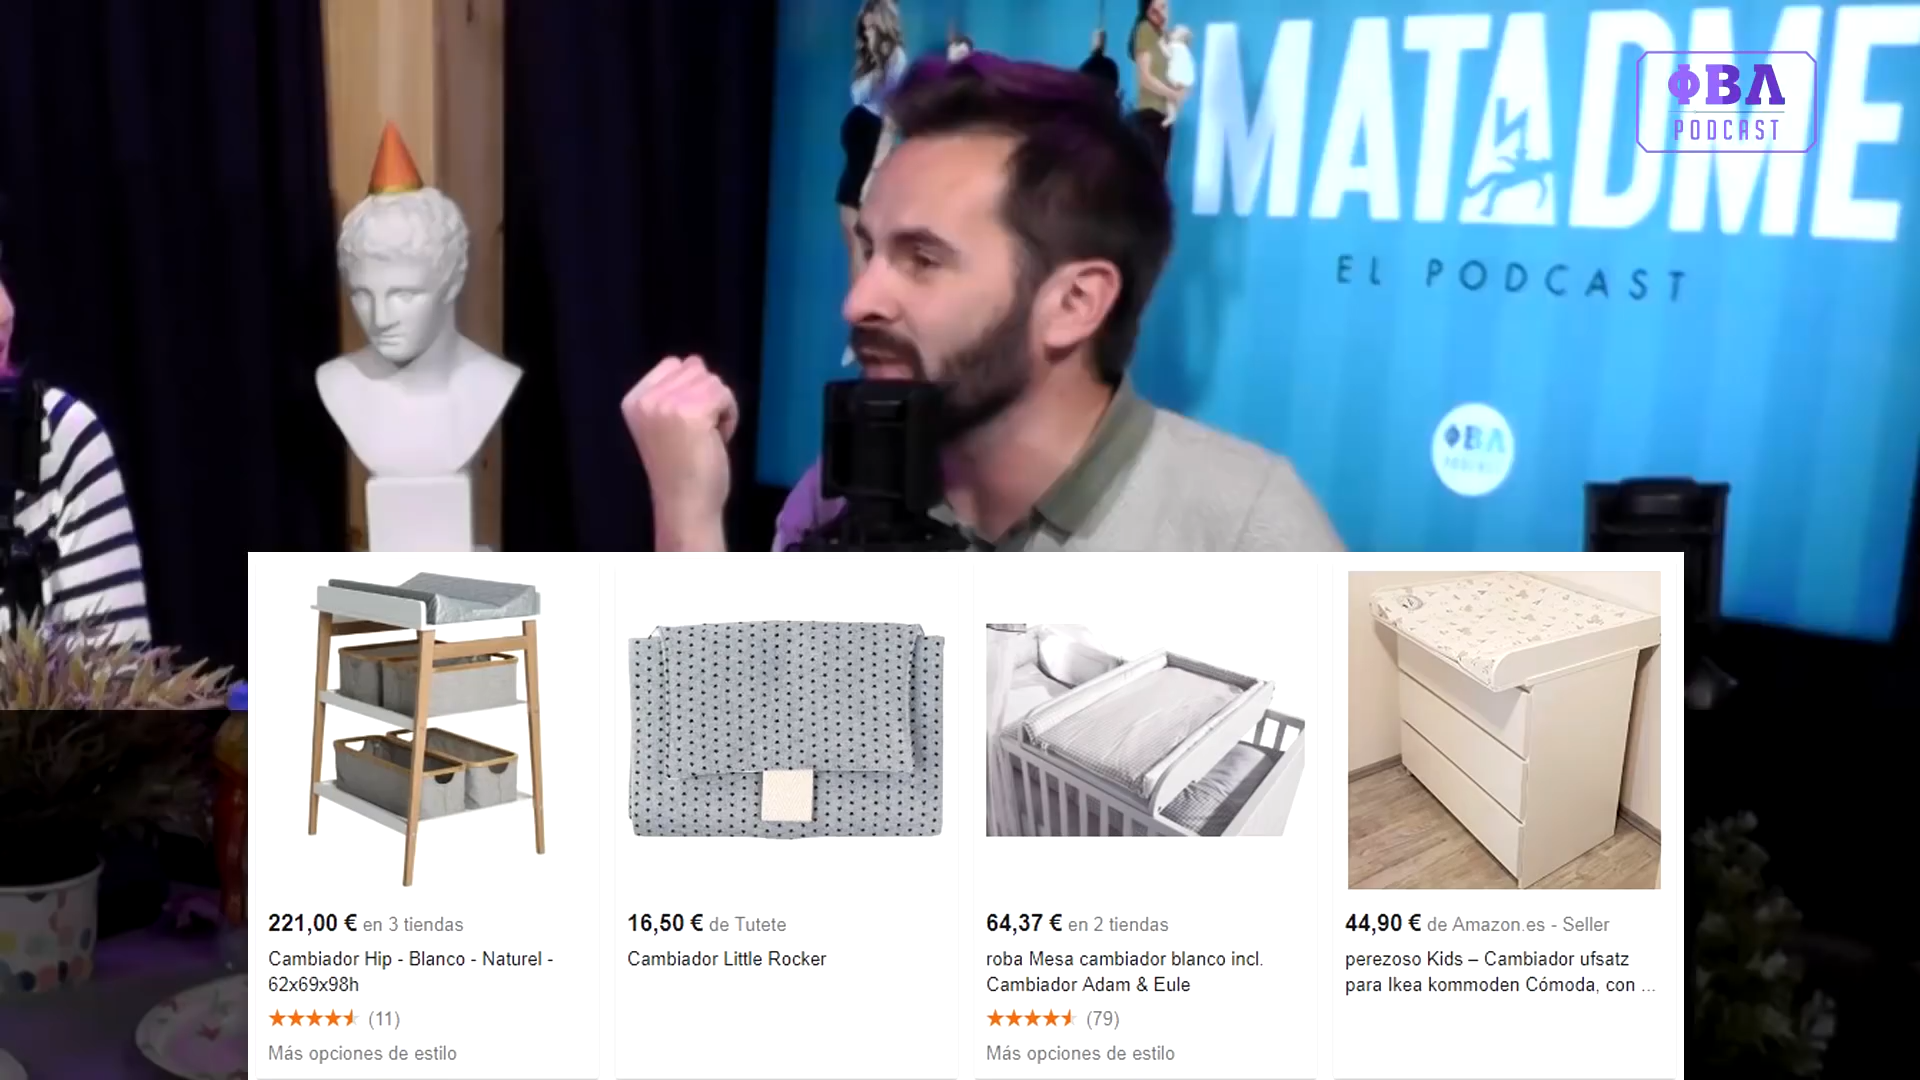 MATADME
EL PODCAST
ΦBΛ
PODCAST
ΦBΛ
221,00 € en 3 tiendas
Cambiador Hip - Blanco - Naturel -
62x69x98h
(11)
Más opciones de estilo
16,50 € de Tutete
Cambiador Little Rocker
64,37 € en 2 tiendas
roba Mesa cambiador blanco incl.
Cambiador Adam & Eule
(79)
Más opciones de estilo
44,90 € de Amazon.es - Seller
perezoso Kids – Cambiador ufsatz
para Ikea kommoden Cómoda, con ...